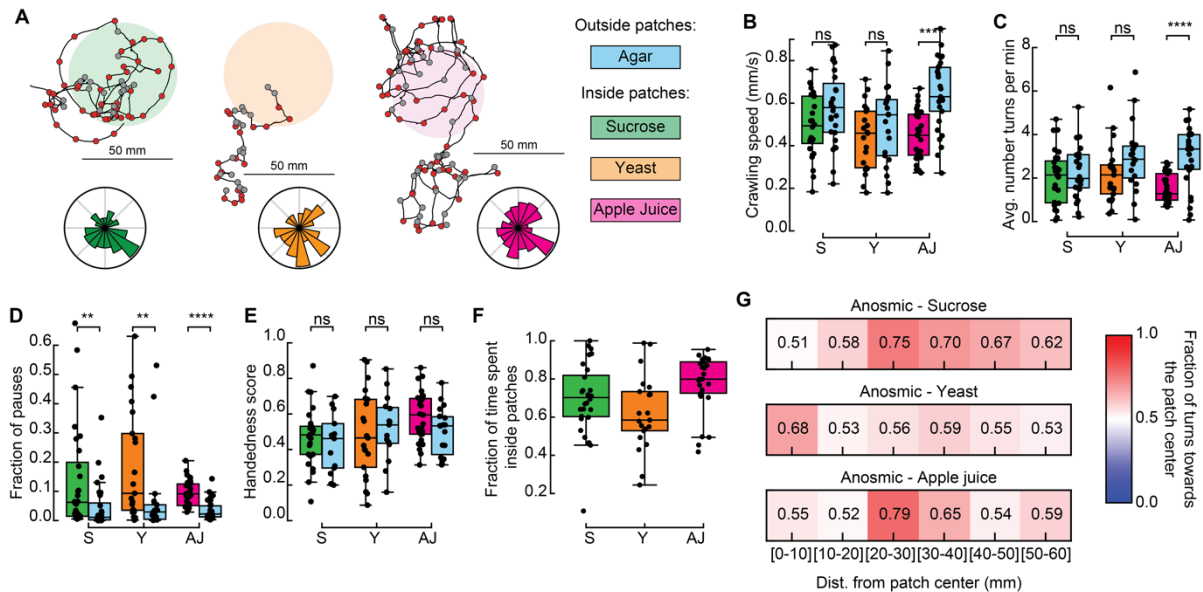 A
50 mm
50 mm
50 mm
Outside patches:
Agar
Inside patches:
Sucrose
Yeast
Apple Juice
B
Crawling speed (mm/s)
0.8
0.6
0.4
0.2
0.0
ns
ns
S
Y
AJ
C
Avg. number turns per min
8
6
4
2
0
ns
ns
****
S
Y
AJ
D
Fraction of pauses
0.6
0.5
0.4
0.3
0.2
0.1
0.0
**
**
****
S
Y
AJ
E
Handedness score
1.0
0.8
0.6
0.4
0.2
0.0
ns
ns
ns
S
Y
AJ
F
Fraction of time spent
inside patches
1.0
0.8
0.6
0.4
0.2
S
Y
AJ
G
Anosmic - Sucrose
0.51 0.58 0.75 0.70 0.67 0.62
Anosmic - Yeast
0.68 0.53 0.56 0.59 0.55 0.53
Anosmic - Apple juice
0.55 0.52 0.79 0.65 0.54 0.59
[0-10][10-20][20-30][30-40][40-50][50-60]
Dist. from patch center (mm)
1.0
0.5
0.0
Fraction of turns towards
the patch center